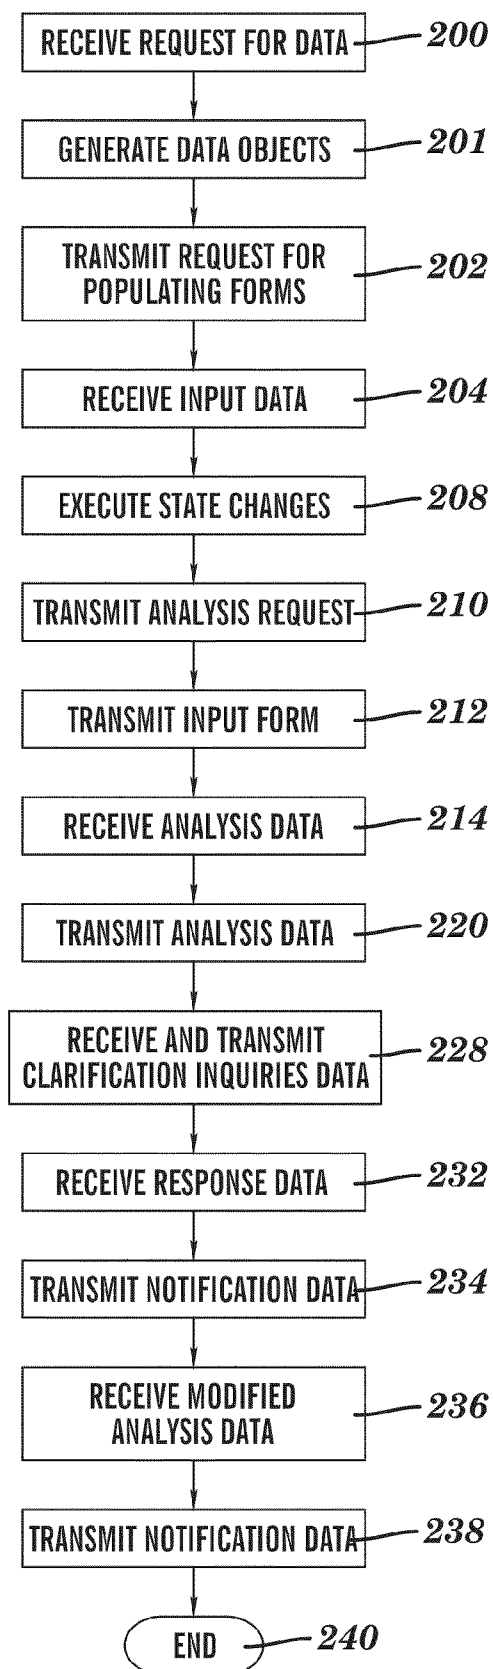 RECEIVE REQUEST FOR DATA 200
GENERATE DATA OBJECTS 201
TRANSMIT REQUEST FOR
POPULATING FORMS 202
RECEIVE INPUT DATA 204
EXECUTE STATE CHANGES 208
TRANSMIT ANALYSIS REQUEST 210
TRANSMIT INPUT FORM 212
RECEIVE ANALYSIS DATA 214
TRANSMIT ANALYSIS DATA 220
RECEIVE AND TRANSMIT
CLARIFICATION INQUIRIES DATA 228
RECEIVE RESPONSE DATA 232
TRANSMIT NOTIFICATION DATA 234
RECEIVE MODIFIED
ANALYSIS DATA 236
TRANSMIT NOTIFICATION DATA 238
END 240